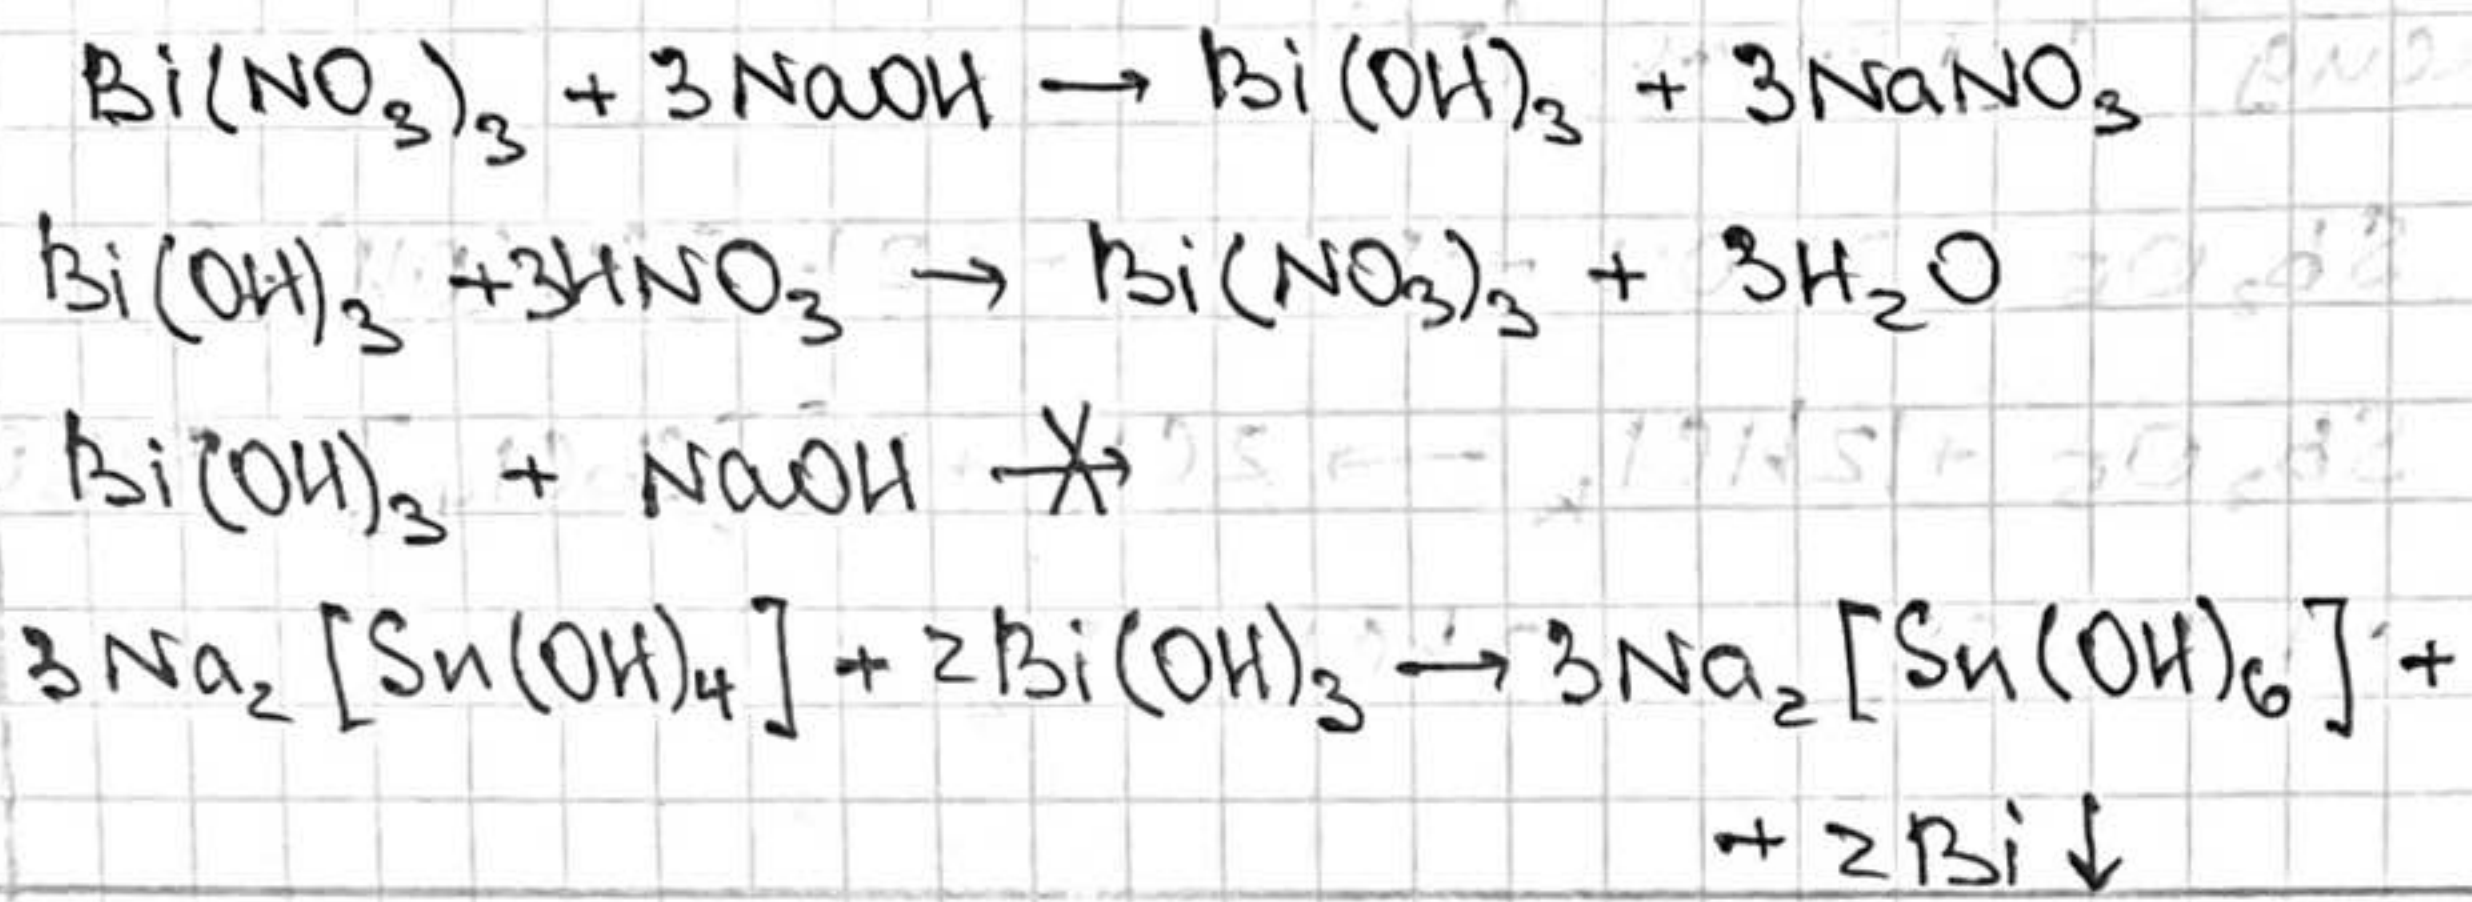 Bi(NO₃)₃ + 3NaOH → Bi(OH)₃ + 3NaNO₃
Bi(OH)₃ +3HNO₃ → Bi(NO₃)₃ + 3H₂O
Bi(OH)₃ + NaOH ↛
3Na₂[Sn(OH)₄] + 2Bi(OH)₃ → 3Na₂[Sn(OH)₆] +
+ 2Bi↓